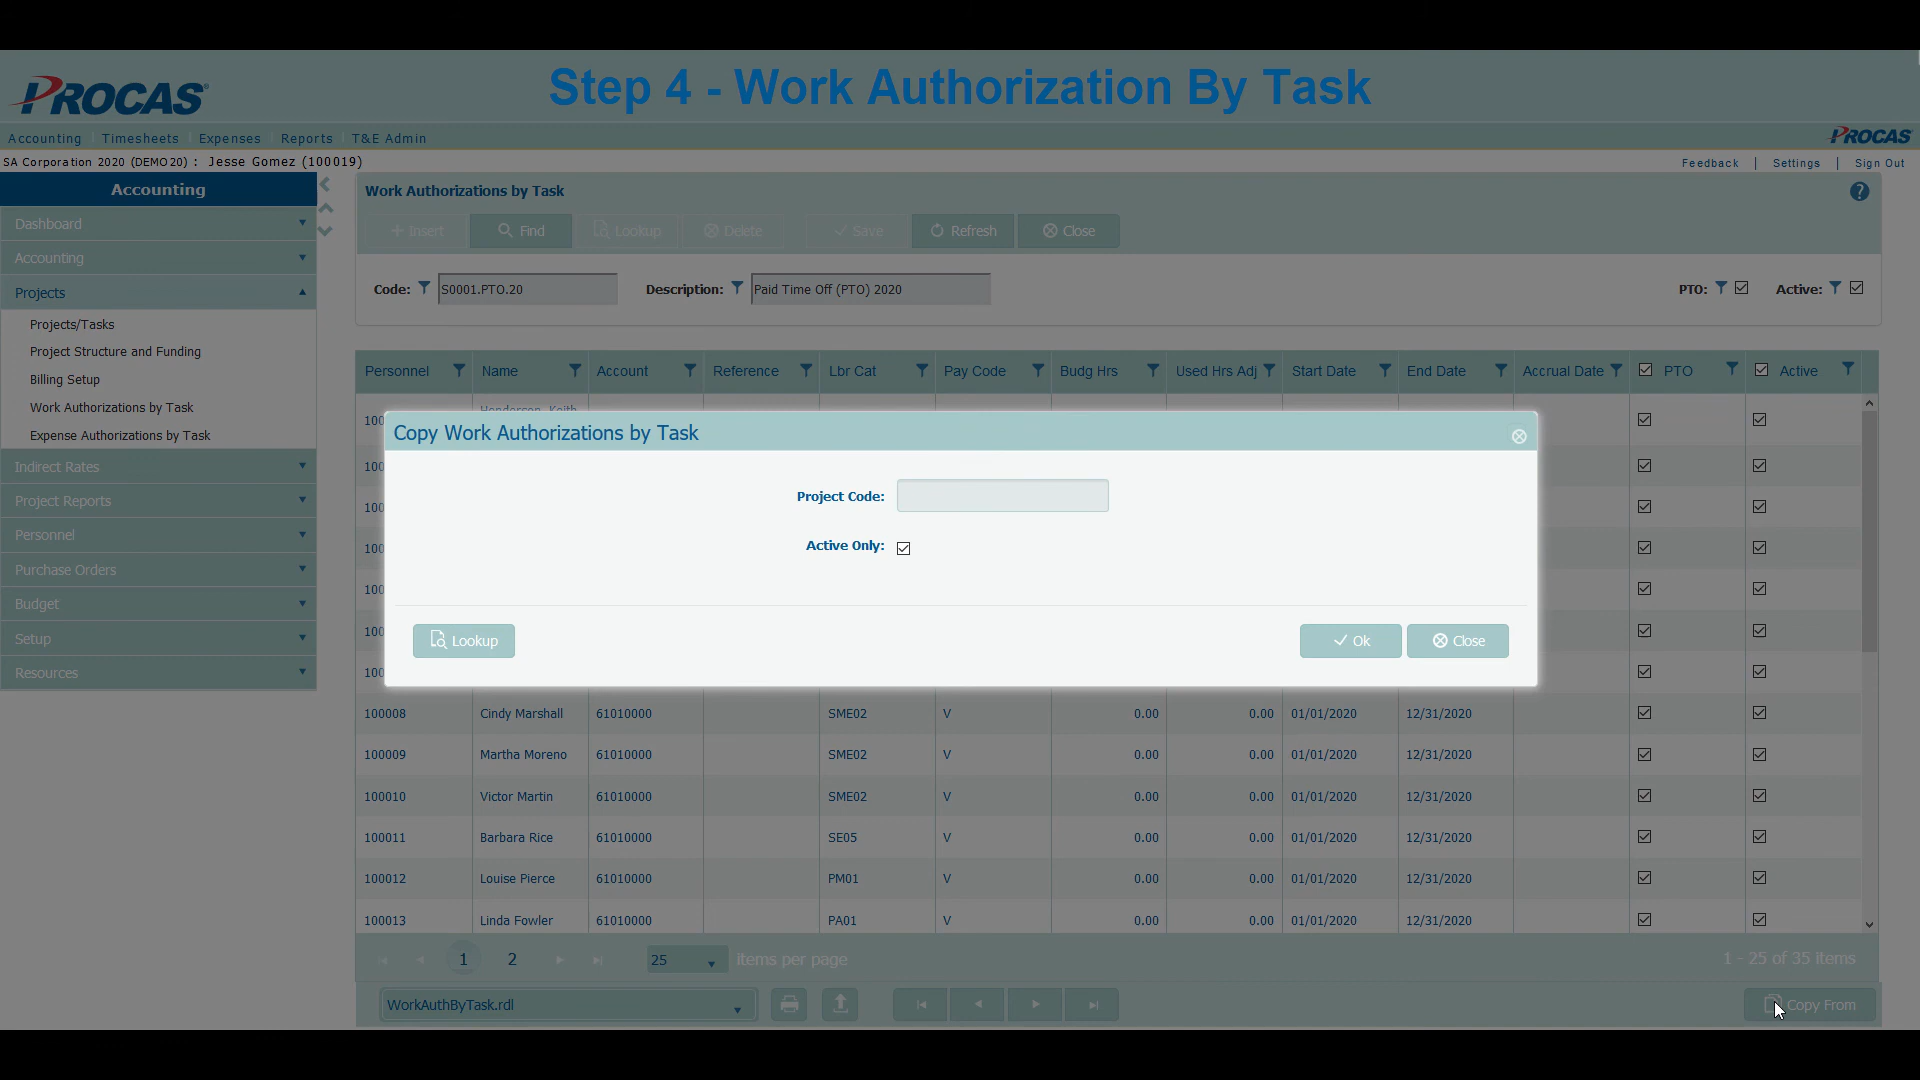 PROCAS
Step 4 - Work Authorization By Task
Accounting Timesheets Expenses Reports T&E Admin
PROCAS
SA Corporation 2020 (DEMO20) : Jesse Gomez (100019)
Feedback | Settings | Sign Out
Accounting
Dashboard
Accounting
Projects
Projects/Tasks
Project Structure and Funding
Billing Setup
Work Authorizations by Task
Expense Authorizations by Task
Indirect Rates
Project Reports
Personnel
Purchase Orders
Budget
Setup
Resources
Work Authorizations by Task
?
+ Insert Find Lookup Delete Save Refresh Close
Code: S0001.PTO.20 Description: Paid Time Off (PTO) 2020 PTO: Active:
Personnel Name Account Reference Lbr Cat Pay Code Budg Hrs Used Hrs Adj Start Date End Date Accrual Date PTO Active
Copy Work Authorizations by Task
Project Code:
Active Only:
Lookup Ok Close
100008 Cindy Marshall 61010000 SME02 V 0.00 0.00 01/01/2020 12/31/2020
100009 Martha Moreno 61010000 SME02 V 0.00 0.00 01/01/2020 12/31/2020
100010 Victor Martin 61010000 SME02 V 0.00 0.00 01/01/2020 12/31/2020
100011 Barbara Rice 61010000 SE05 V 0.00 0.00 01/01/2020 12/31/2020
100012 Louise Pierce 61010000 PM01 V 0.00 0.00 01/01/2020 12/31/2020
100013 Linda Fowler 61010000 PA01 V 0.00 0.00 01/01/2020 12/31/2020
1 2 25 items per page 1 - 25 of 35 items
WorkAuthByTask.rdl Copy From